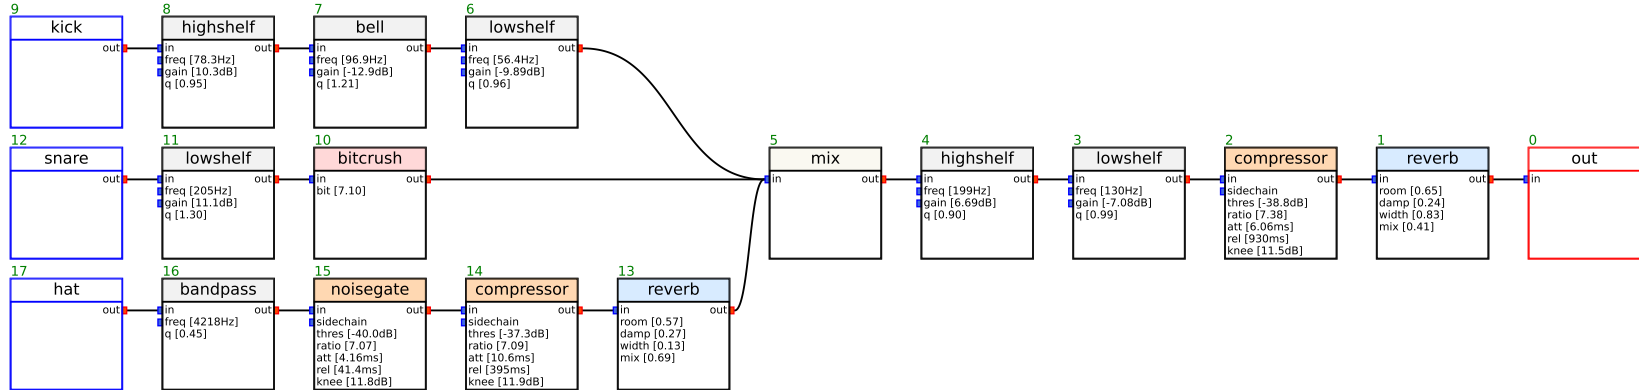 9
kick
out
8
highshelf
in out
freq [78.3Hz]
gain [10.3dB]
q [0.95]
7
bell
in out
freq [96.9Hz]
gain [-12.9dB]
q [1.21]
6
lowshelf
in out
freq [56.4Hz]
gain [-9.89dB]
q [0.96]
12
snare
out
11
lowshelf
in out
freq [205Hz]
gain [11.1dB]
q [1.30]
10
bitcrush
in out
bit [7.10]
5
mix
in out
4
highshelf
in out
freq [199Hz]
gain [6.69dB]
q [0.90]
3
lowshelf
in out
freq [130Hz]
gain [-7.08dB]
q [0.99]
2
compressor
in out
sidechain
thres [-38.8dB]
ratio [7.38]
att [6.06ms]
rel [930ms]
knee [11.5dB]
1
reverb
in out
room [0.65]
damp [0.24]
width [0.83]
mix [0.41]
0
out
in
17
hat
out
16
bandpass
in out
freq [4218Hz]
q [0.45]
15
noisegate
in out
sidechain
thres [-40.0dB]
ratio [7.07]
att [4.16ms]
rel [41.4ms]
knee [11.8dB]
14
compressor
in out
sidechain
thres [-37.3dB]
ratio [7.09]
att [10.6ms]
rel [395ms]
knee [11.9dB]
13
reverb
in out
room [0.57]
damp [0.27]
width [0.13]
mix [0.69]